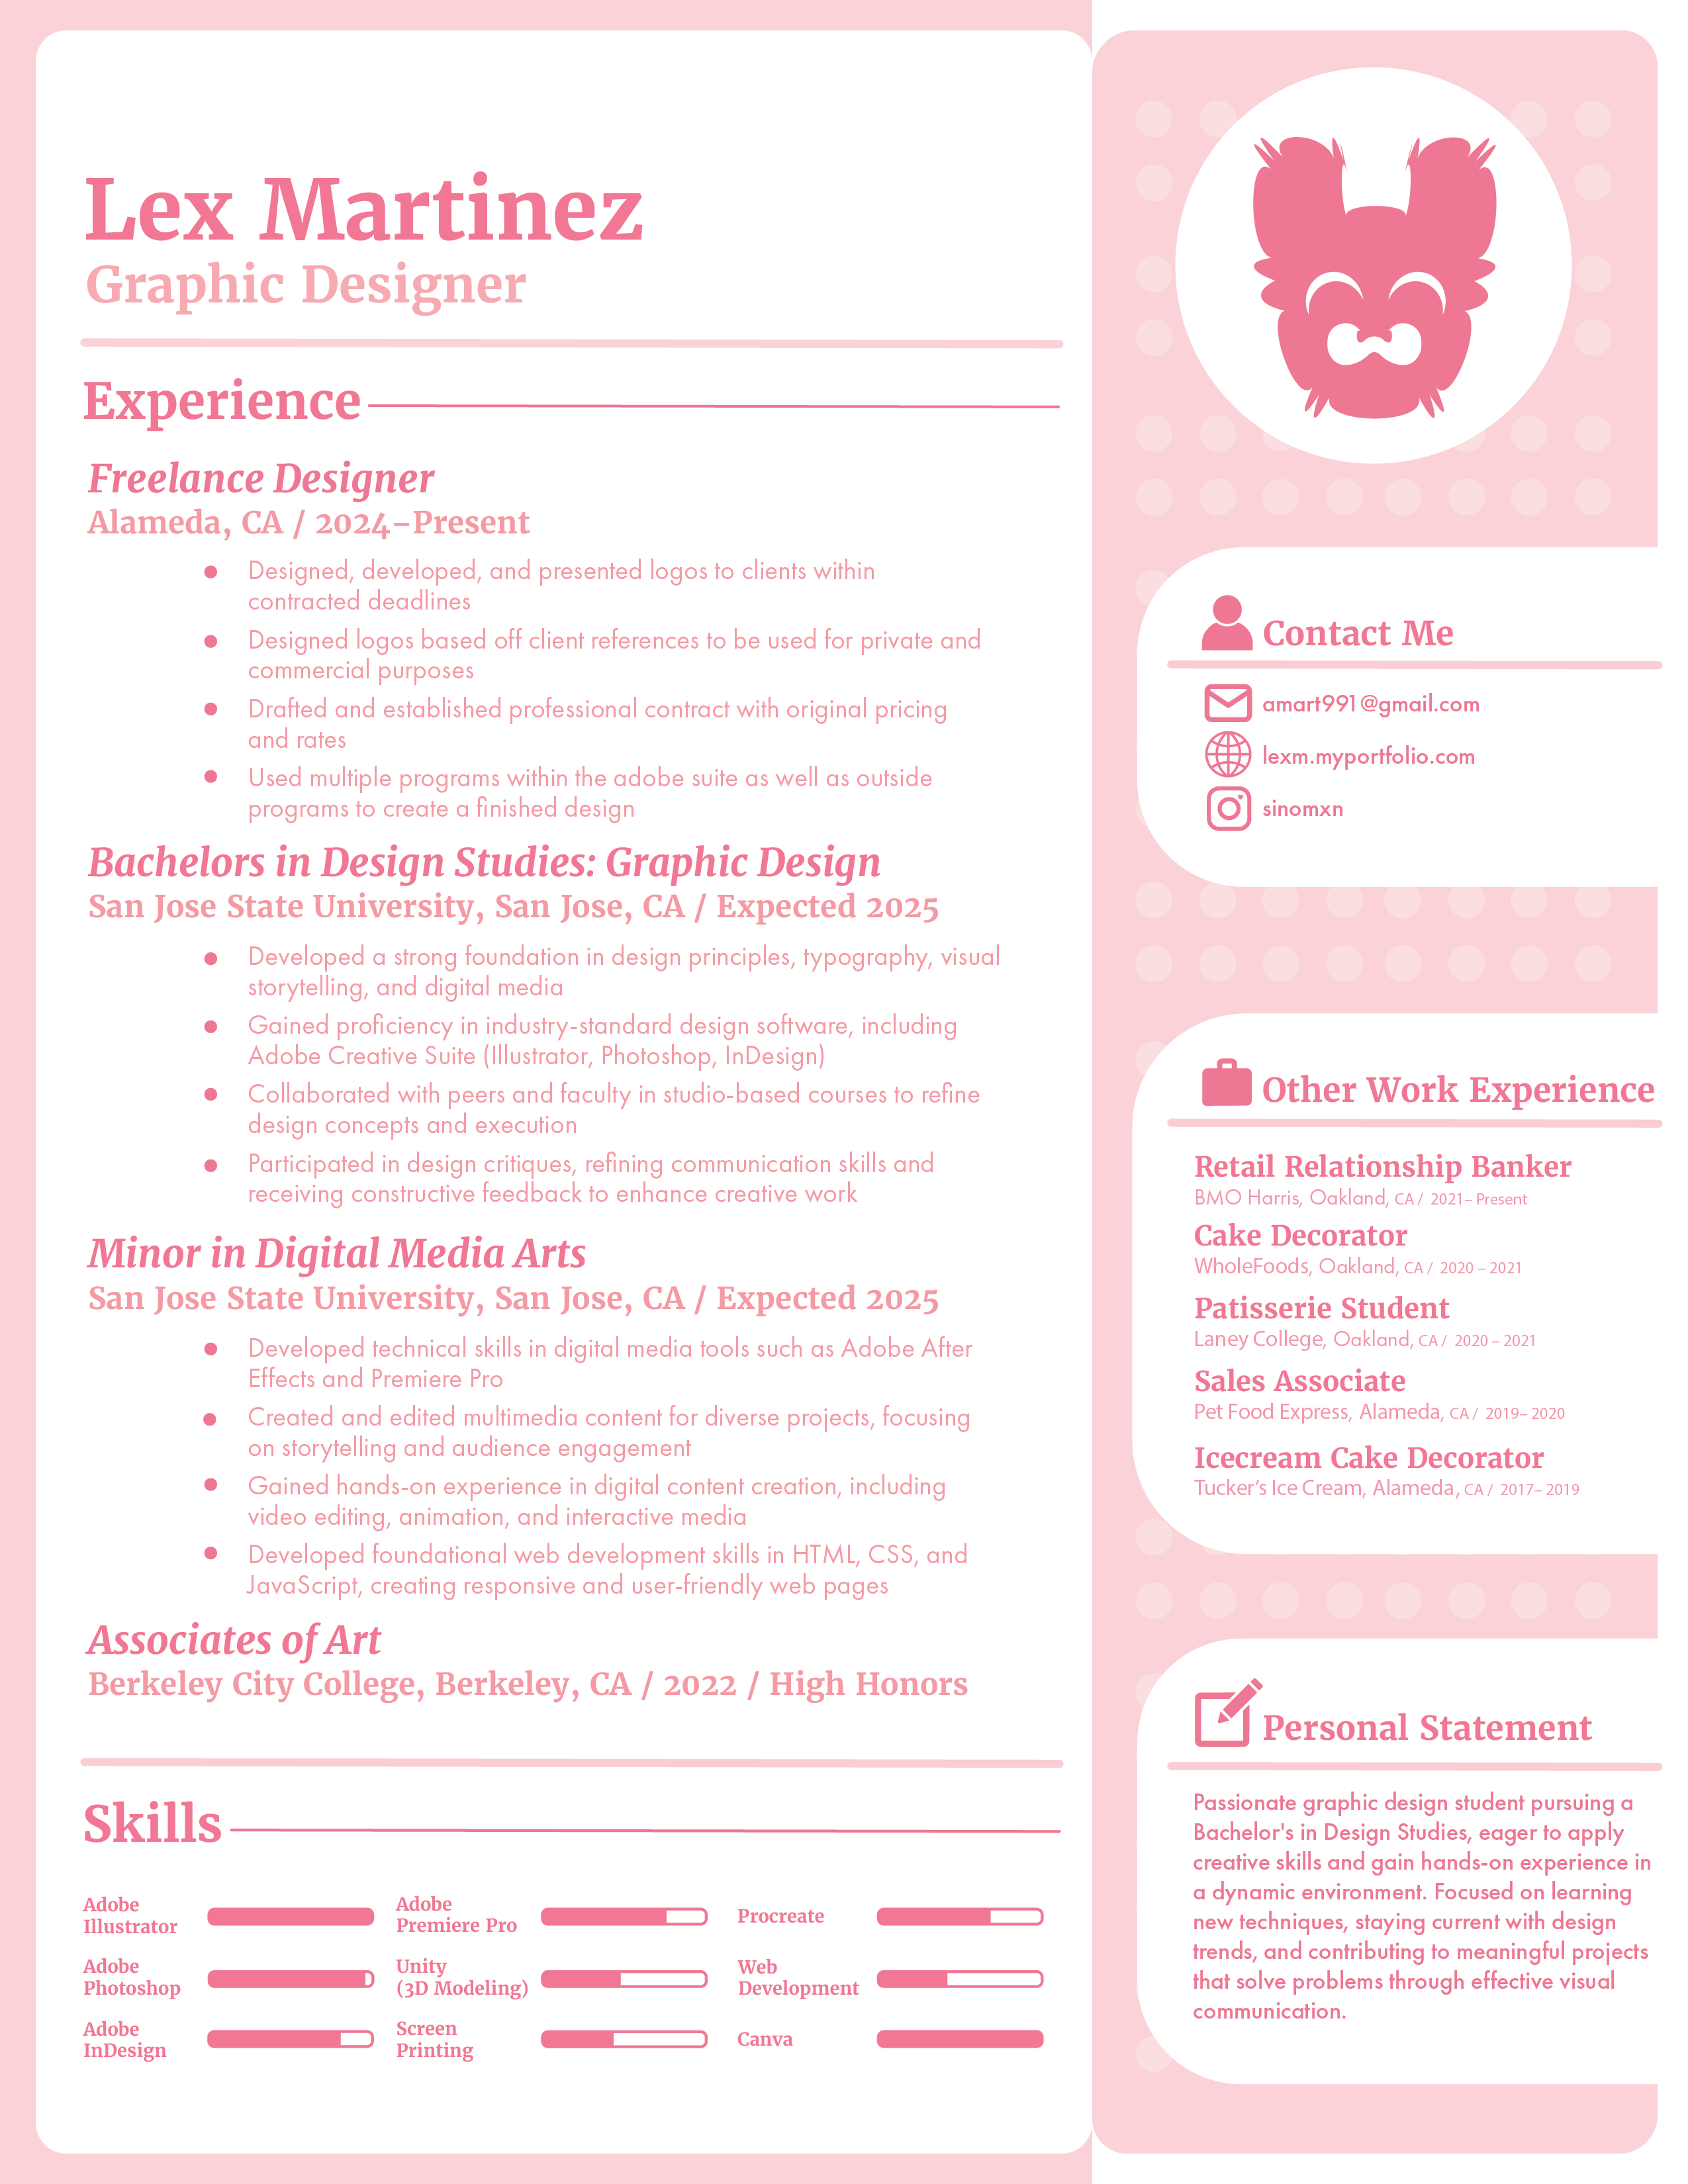 Lex Martinez
Graphic Designer
Experience
Freelance Designer
Alameda, CA / 2024–Present
Designed, developed, and presented logos to clients within
contracted deadlines
Designed logos based off client references to be used for private and
commercial purposes
Drafted and established professional contract with original pricing
and rates
Used multiple programs within the adobe suite as well as outside
programs to create a finished design
Bachelors in Design Studies: Graphic Design
San Jose State University, San Jose, CA / Expected 2025
Developed a strong foundation in design principles, typography, visual
storytelling, and digital media
Gained proficiency in industry-standard design software, including
Adobe Creative Suite (Illustrator, Photoshop, InDesign)
Collaborated with peers and faculty in studio-based courses to refine
design concepts and execution
Participated in design critiques, refining communication skills and
receiving constructive feedback to enhance creative work
Minor in Digital Media Arts
San Jose State University, San Jose, CA / Expected 2025
Developed technical skills in digital media tools such as Adobe After
Effects and Premiere Pro
Created and edited multimedia content for diverse projects, focusing
on storytelling and audience engagement
Gained hands-on experience in digital content creation, including
video editing, animation, and interactive media
Developed foundational web development skills in HTML, CSS, and
JavaScript, creating responsive and user-friendly web pages
Associates of Art
Berkeley City College, Berkeley, CA / 2022 / High Honors
Skills
Adobe
Illustrator
Adobe
Premiere Pro
Procreate
Adobe
Photoshop
Unity
(3D Modeling)
Web
Development
Adobe
InDesign
Screen
Printing
Canva
Contact Me
amart991@gmail.com
lexm.myportfolio.com
sinomxn
Other Work Experience
Retail Relationship Banker
BMO Harris, Oakland, CA / 2021– Present
Cake Decorator
WholeFoods, Oakland, CA / 2020 – 2021
Patisserie Student
Laney College, Oakland, CA / 2020 – 2021
Sales Associate
Pet Food Express, Alameda, CA / 2019– 2020
Icecream Cake Decorator
Tucker’s Ice Cream, Alameda, CA / 2017– 2019
Personal Statement
Passionate graphic design student pursuing a
Bachelor's in Design Studies, eager to apply
creative skills and gain hands-on experience in
a dynamic environment. Focused on learning
new techniques, staying current with design
trends, and contributing to meaningful projects
that solve problems through effective visual
communication.